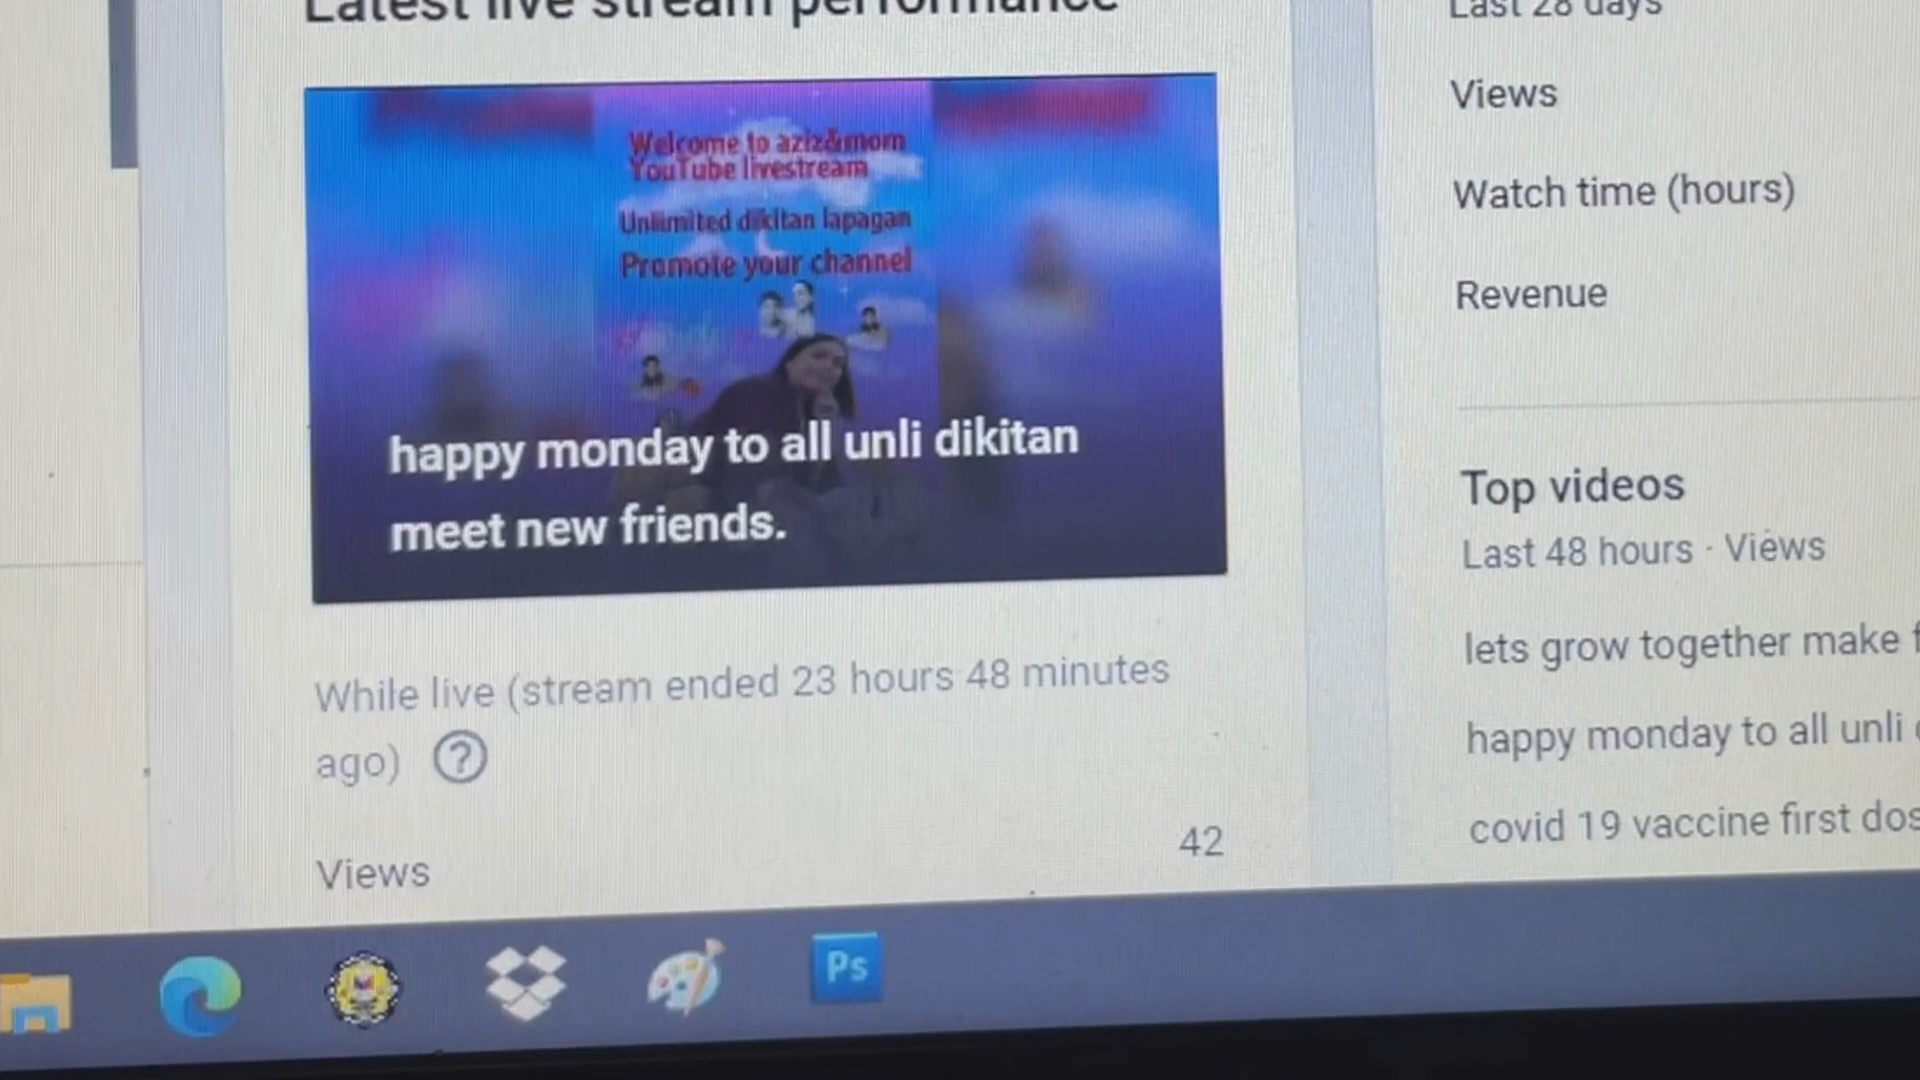 Latest live stream performance
Welcome to aziz&mom
YouTube livestream
Unlimited dikitan lapagan
Promote your channel
happy monday to all unli dikitan
meet new friends.
While live (stream ended 23 hours 48 minutes
ago) ?
Views 42
Last 28 days
Views
Watch time (hours)
Revenue
Top videos
Last 48 hours · Views
lets grow together make f
happy monday to all unli
covid 19 vaccine first dos
Ps